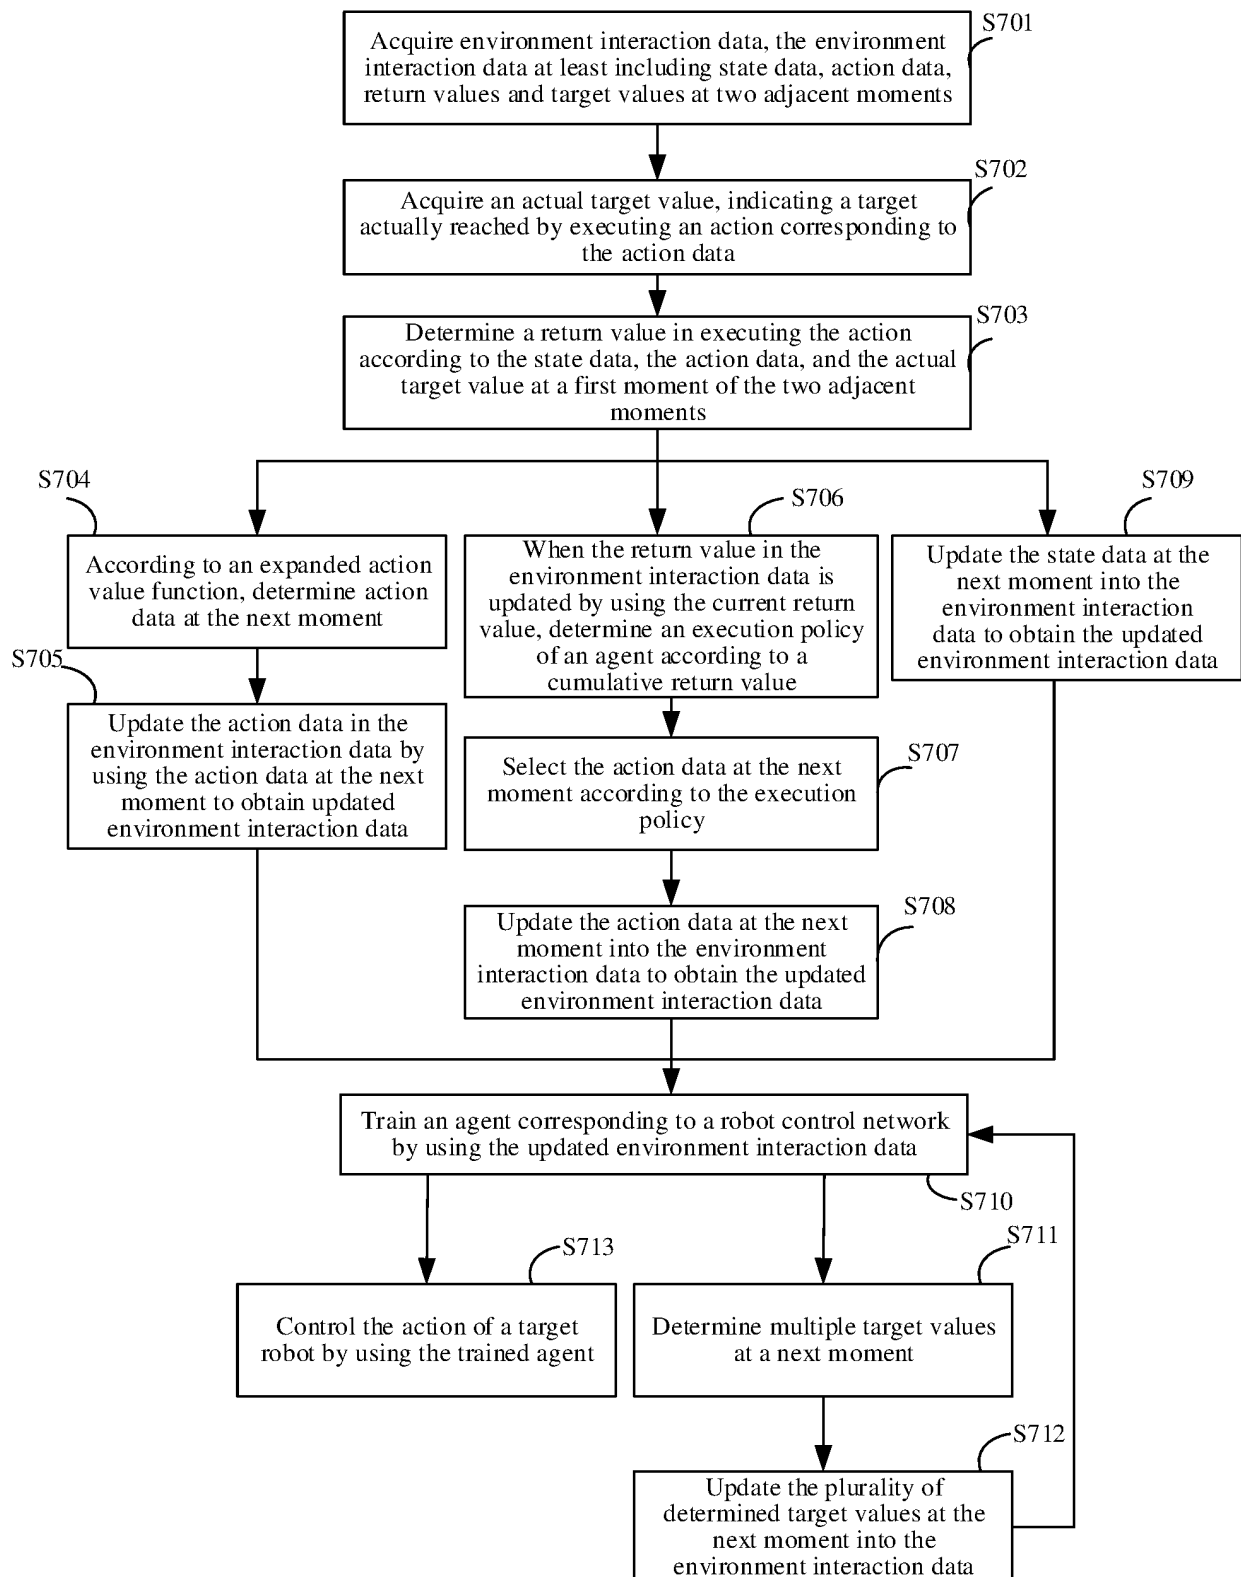 S701
Acquire environment interaction data, the environment
interaction data at least including state data, action data,
return values and target values at two adjacent moments
S702
Acquire an actual target value, indicating a target
actually reached by executing an action corresponding to
the action data
S703
Determine a return value in executing the action
according to the state data, the action data, and the actual
target value at a first moment of the two adjacent
moments
S704
According to an expanded action
value function, determine action
data at the next moment
S705
Update the action data in the
environment interaction data by
using the action data at the next
moment to obtain updated
environment interaction data
S706
When the return value in the
environment interaction data is
updated by using the current return
value, determine an execution policy
of an agent according to a
cumulative return value
S707
Select the action data at the next
moment according to the execution
policy
S708
Update the action data at the next
moment into the environment
interaction data to obtain the updated
environment interaction data
S709
Update the state data at the
next moment into the
environment interaction
data to obtain the updated
environment interaction data
Train an agent corresponding to a robot control network
by using the updated environment interaction data
S710
S713
Control the action of a target
robot by using the trained agent
S711
Determine multiple target values
at a next moment
S712
Update the plurality of
determined target values at the
next moment into the
environment interaction data